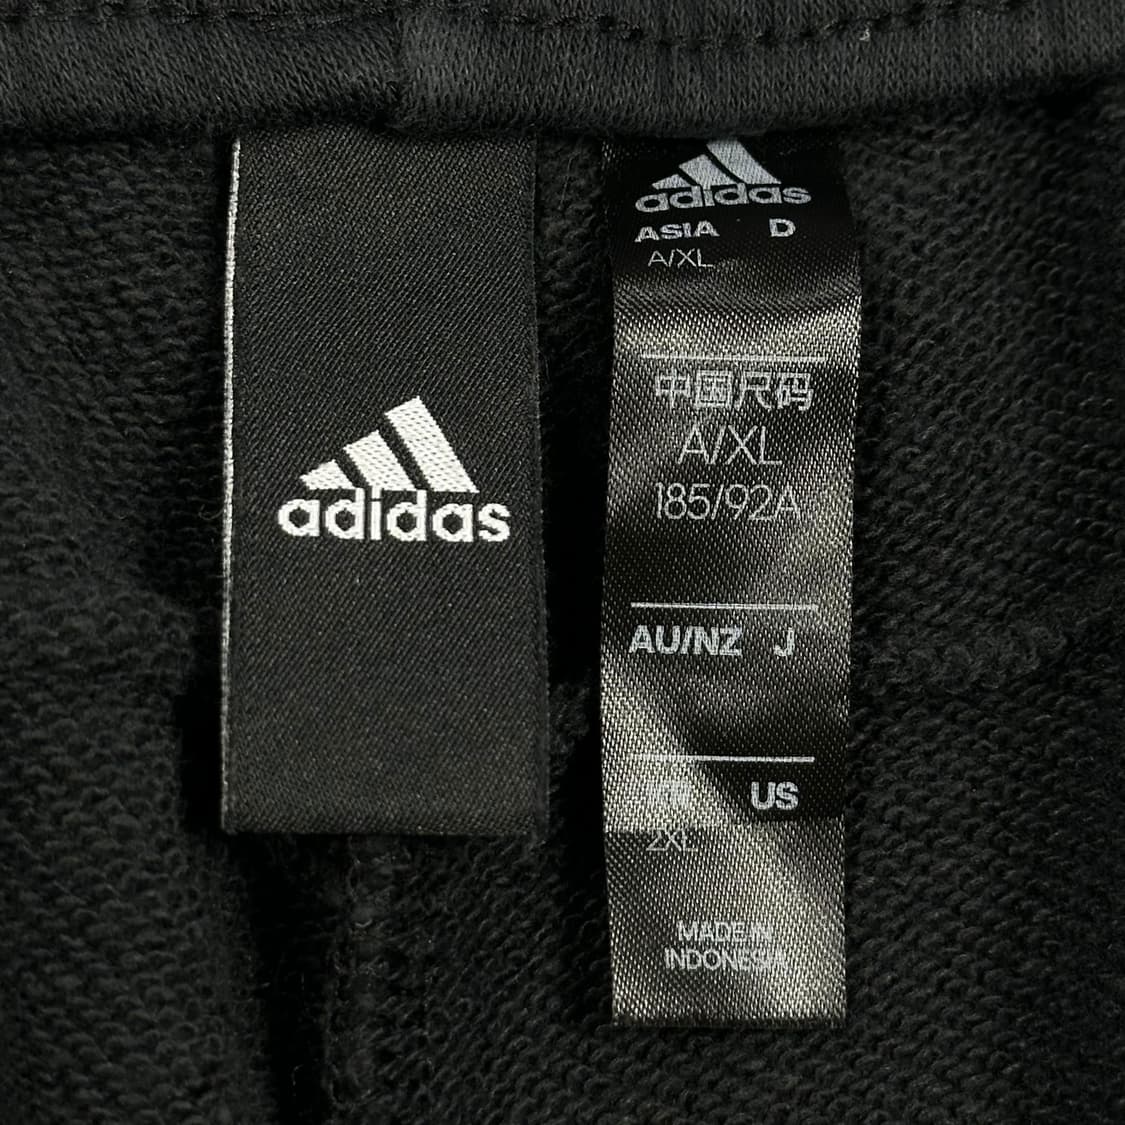 adidas
adidas
ASIA D
A/XL
中国尺码
A/XL
185/92A
AU/NZ J
US
2XL
MADE IN
INDONESIA